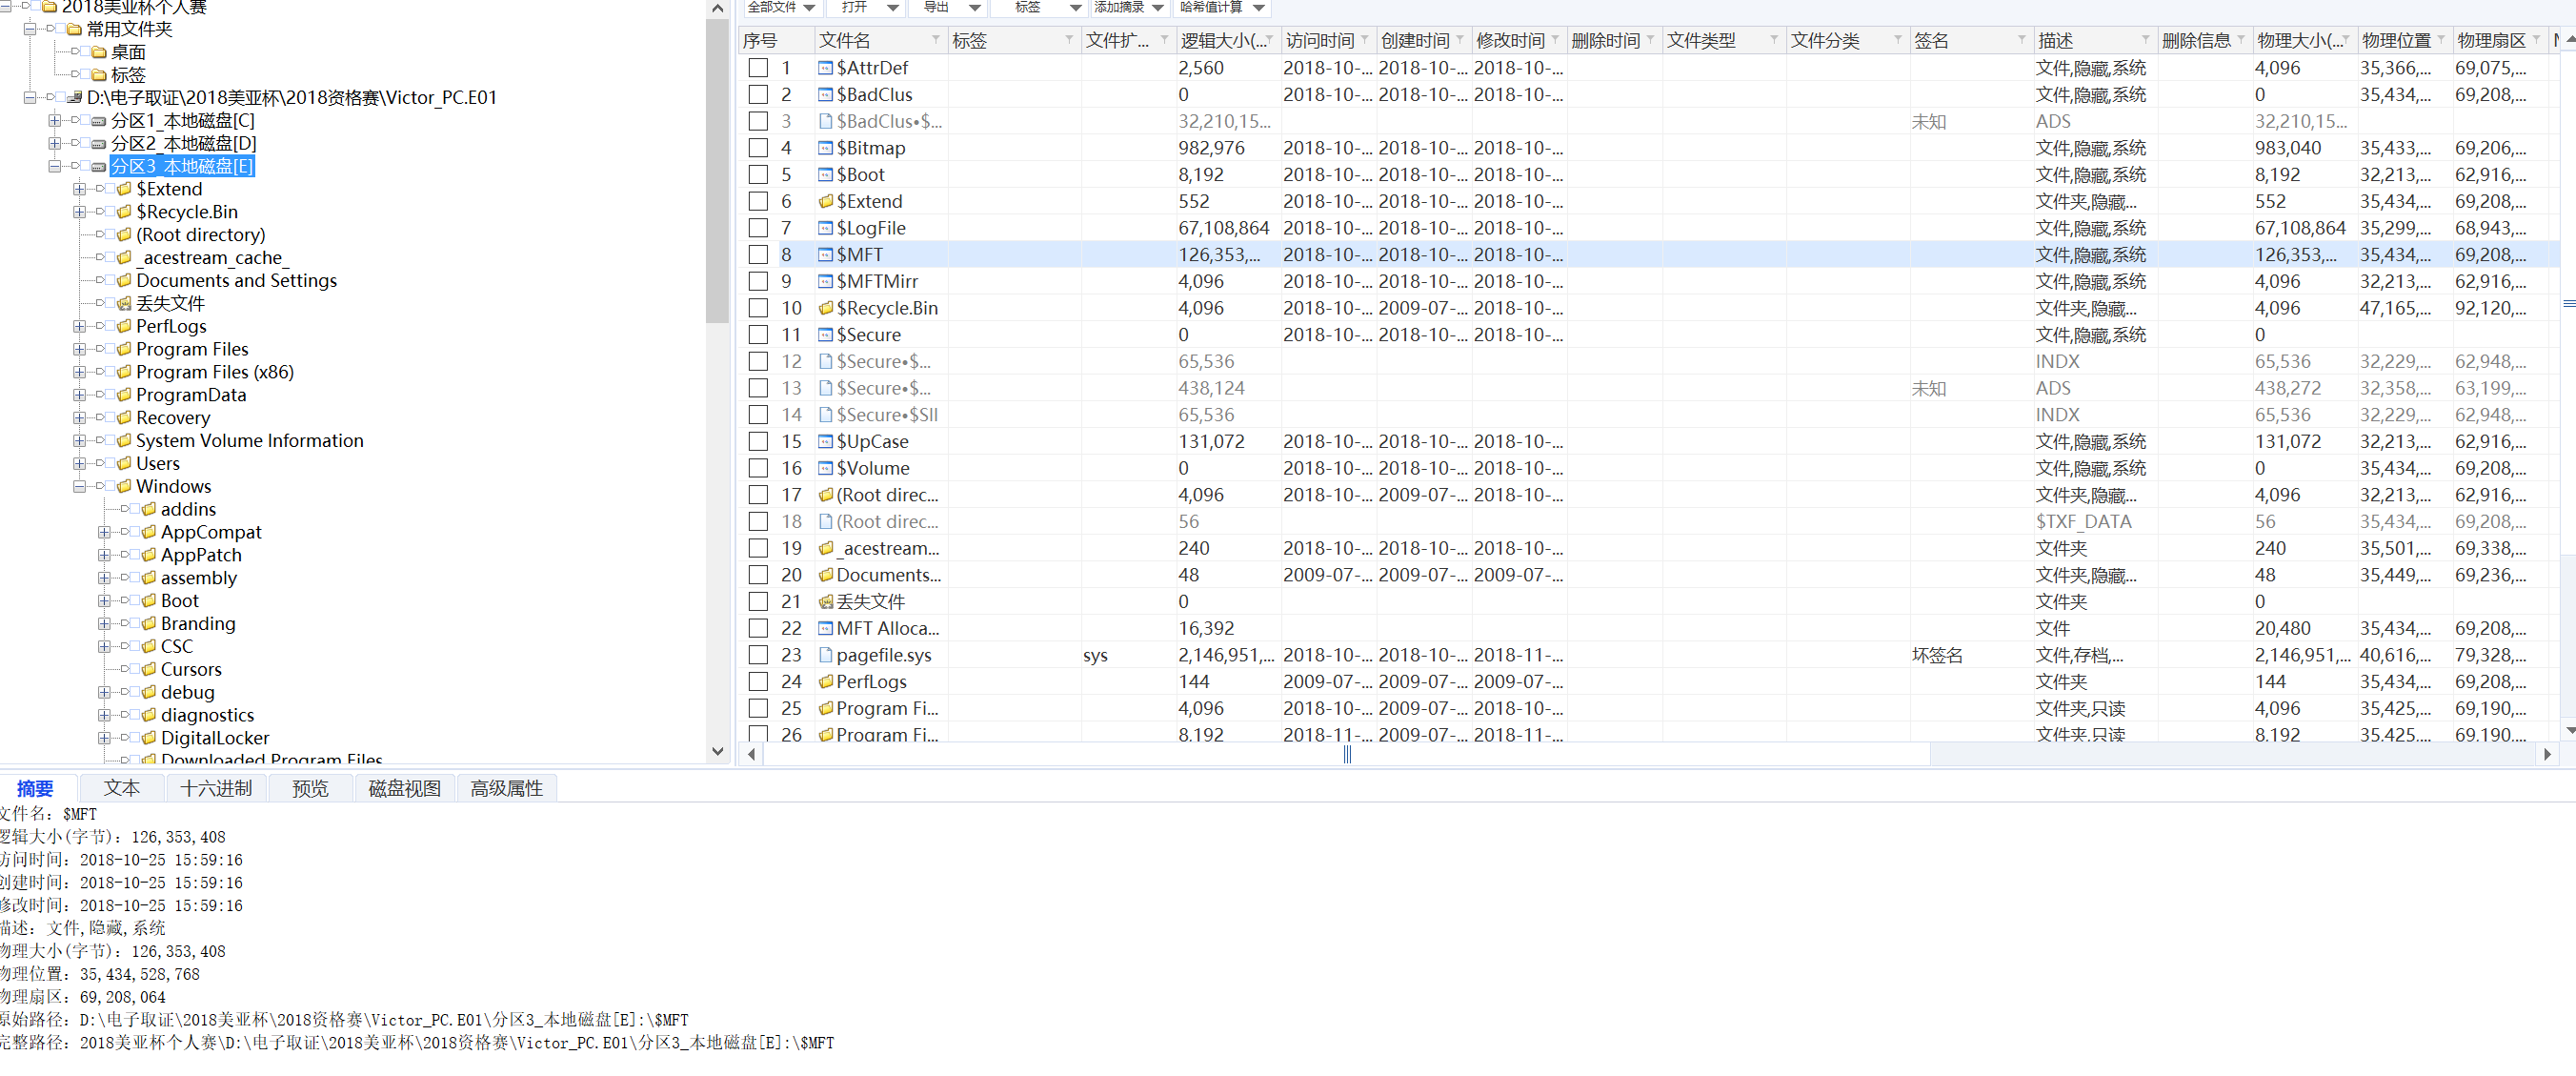 2018美亚杯个人赛
常用文件夹
桌面
标签
D:\电子取证\2018美亚杯\2018资格赛\Victor_PC.E01
分区1_本地磁盘[C]
分区2_本地磁盘[D]
分区3_本地磁盘[E]
$Extend
$Recycle.Bin
(Root directory)
_acestream_cache_
Documents and Settings
丢失文件
PerfLogs
Program Files
Program Files (x86)
ProgramData
Recovery
System Volume Information
Users
Windows
addins
AppCompat
AppPatch
assembly
Boot
Branding
CSC
Cursors
debug
diagnostics
DigitalLocker
Downloaded Program Files
全部文件 打开 导出 标签 添加摘录 哈希值计算
序号 文件名 标签 文件扩... 逻辑大小(... 访问时间 创建时间 修改时间 删除时间 文件类型 文件分类 签名 描述 删除信息 物理大小(... 物理位置 物理扇区
1 $AttrDef 2,560 2018-10-... 2018-10-... 2018-10-... 文件,隐藏,系统 4,096 35,366,... 69,075,...
2 $BadClus 0 2018-10-... 2018-10-... 2018-10-... 文件,隐藏,系统 0 35,434,... 69,208,...
3 $BadClus•$... 32,210,15... 未知 ADS 32,210,15...
4 $Bitmap 982,976 2018-10-... 2018-10-... 2018-10-... 文件,隐藏,系统 983,040 35,433,... 69,206,...
5 $Boot 8,192 2018-10-... 2018-10-... 2018-10-... 文件,隐藏,系统 8,192 32,213,... 62,916,...
6 $Extend 552 2018-10-... 2018-10-... 2018-10-... 文件夹,隐藏... 552 35,434,... 69,208,...
7 $LogFile 67,108,864 2018-10-... 2018-10-... 2018-10-... 文件,隐藏,系统 67,108,864 35,299,... 68,943,...
8 $MFT 126,353,... 2018-10-... 2018-10-... 2018-10-... 文件,隐藏,系统 126,353,... 35,434,... 69,208,...
9 $MFTMirr 4,096 2018-10-... 2018-10-... 2018-10-... 文件,隐藏,系统 4,096 32,213,... 62,916,...
10 $Recycle.Bin 4,096 2018-10-... 2009-07-... 2018-10-... 文件夹,隐藏... 4,096 47,165,... 92,120,...
11 $Secure 0 2018-10-... 2018-10-... 2018-10-... 文件,隐藏,系统 0
12 $Secure•$... 65,536 INDX 65,536 32,229,... 62,948,...
13 $Secure•$... 438,124 未知 ADS 438,272 32,358,... 63,199,...
14 $Secure•$SII 65,536 INDX 65,536 32,229,... 62,948,...
15 $UpCase 131,072 2018-10-... 2018-10-... 2018-10-... 文件,隐藏,系统 131,072 32,213,... 62,916,...
16 $Volume 0 2018-10-... 2018-10-... 2018-10-... 文件,隐藏,系统 0 35,434,... 69,208,...
17 (Root direc... 4,096 2018-10-... 2009-07-... 2018-10-... 文件夹,隐藏... 4,096 32,213,... 62,916,...
18 (Root direc... 56 $TXF_DATA 56 35,434,... 69,208,...
19 _acestream... 240 2018-10-... 2018-10-... 2018-10-... 文件夹 240 35,501,... 69,338,...
20 Documents... 48 2009-07-... 2009-07-... 2009-07-... 文件夹,隐藏... 48 35,449,... 69,236,...
21 丢失文件 0 文件夹 0
22 MFT Alloca... 16,392 文件 20,480 35,434,... 69,208,...
23 pagefile.sys sys 2,146,951,... 2018-10-... 2018-10-... 2018-11-... 坏签名 文件,存档,... 2,146,951,... 40,616,... 79,328,...
24 PerfLogs 144 2009-07-... 2009-07-... 2009-07-... 文件夹 144 35,434,... 69,208,...
25 Program Fi... 4,096 2018-10-... 2009-07-... 2018-10-... 文件夹,只读 4,096 35,425,... 69,190,...
26 Program Fi... 8,192 2018-11-... 2009-07-... 2018-11-... 文件夹,只读 8,192 35,425,... 69,190,...
摘要 文本 十六进制 预览 磁盘视图 高级属性
文件名: $MFT
逻辑大小(字节): 126,353,408
访问时间: 2018-10-25 15:59:16
创建时间: 2018-10-25 15:59:16
修改时间: 2018-10-25 15:59:16
描述: 文件,隐藏,系统
物理大小(字节): 126,353,408
物理位置: 35,434,528,768
物理扇区: 69,208,064
原始路径: D:\电子取证\2018美亚杯\2018资格赛\Victor_PC.E01\分区3_本地磁盘[E]:\$MFT
完整路径: 2018美亚杯个人赛\D:\电子取证\2018美亚杯\2018资格赛\Victor_PC.E01\分区3_本地磁盘[E]:\$MFT